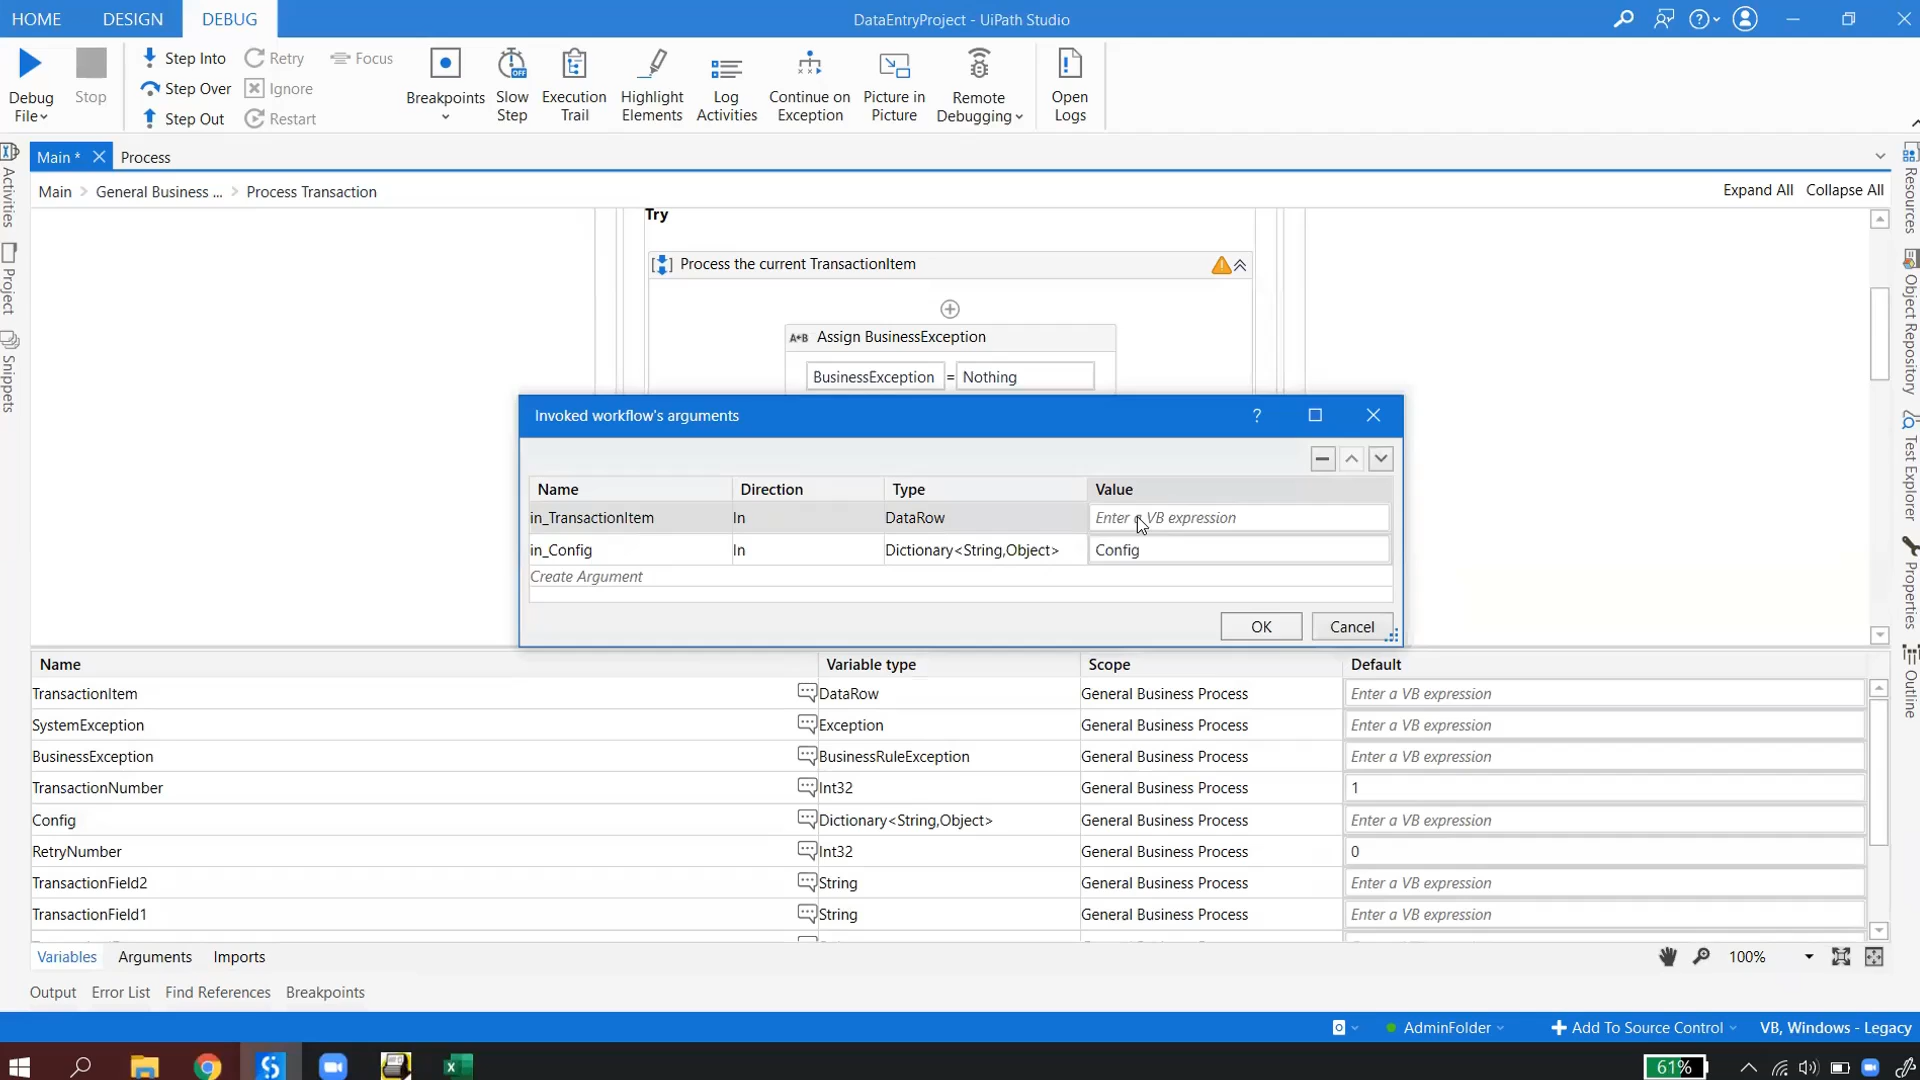 HOME DESIGN DEBUG DataEntryProject - UiPath Studio
Debug File Stop Step Into Step Over Step Out Retry Ignore Restart Focus Breakpoints Slow Step Execution Trail Highlight Elements Log Activities Continue on Exception Picture in Picture Remote Debugging Open Logs
Main * Process
Main > General Business ... > Process Transaction Expand All Collapse All
Activities
Project
Snippets
Resources
Object Repository
Test Explorer
Properties
Outline
Try
Process the current TransactionItem
A+B Assign BusinessException
BusinessException = Nothing
Invoked workflow's arguments ?
Name Direction Type Value
in_TransactionItem In DataRow Enter a VB expression
in_Config In Dictionary<String,Object> Config
Create Argument
OK Cancel
Name Variable type Scope Default
TransactionItem DataRow General Business Process Enter a VB expression
SystemException Exception General Business Process Enter a VB expression
BusinessException BusinessRuleException General Business Process Enter a VB expression
TransactionNumber Int32 General Business Process 1
Config Dictionary<String,Object> General Business Process Enter a VB expression
RetryNumber Int32 General Business Process 0
TransactionField2 String General Business Process Enter a VB expression
TransactionField1 String General Business Process Enter a VB expression
Variables Arguments Imports 100%
Output Error List Find References Breakpoints
AdminFolder Add To Source Control VB, Windows - Legacy
61%